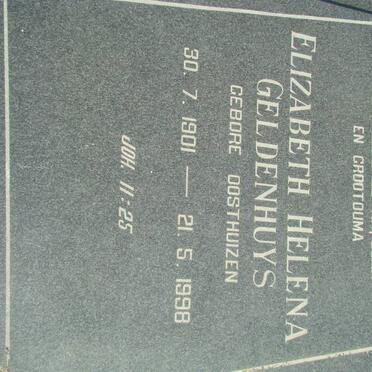 EN GROOTOUMA
ELIZABETH HELENA
GELDENHUYS
GEBORE OOSTHUIZEN
30. 7. 1901 — 21. 5. 1998
JOH. 11:25